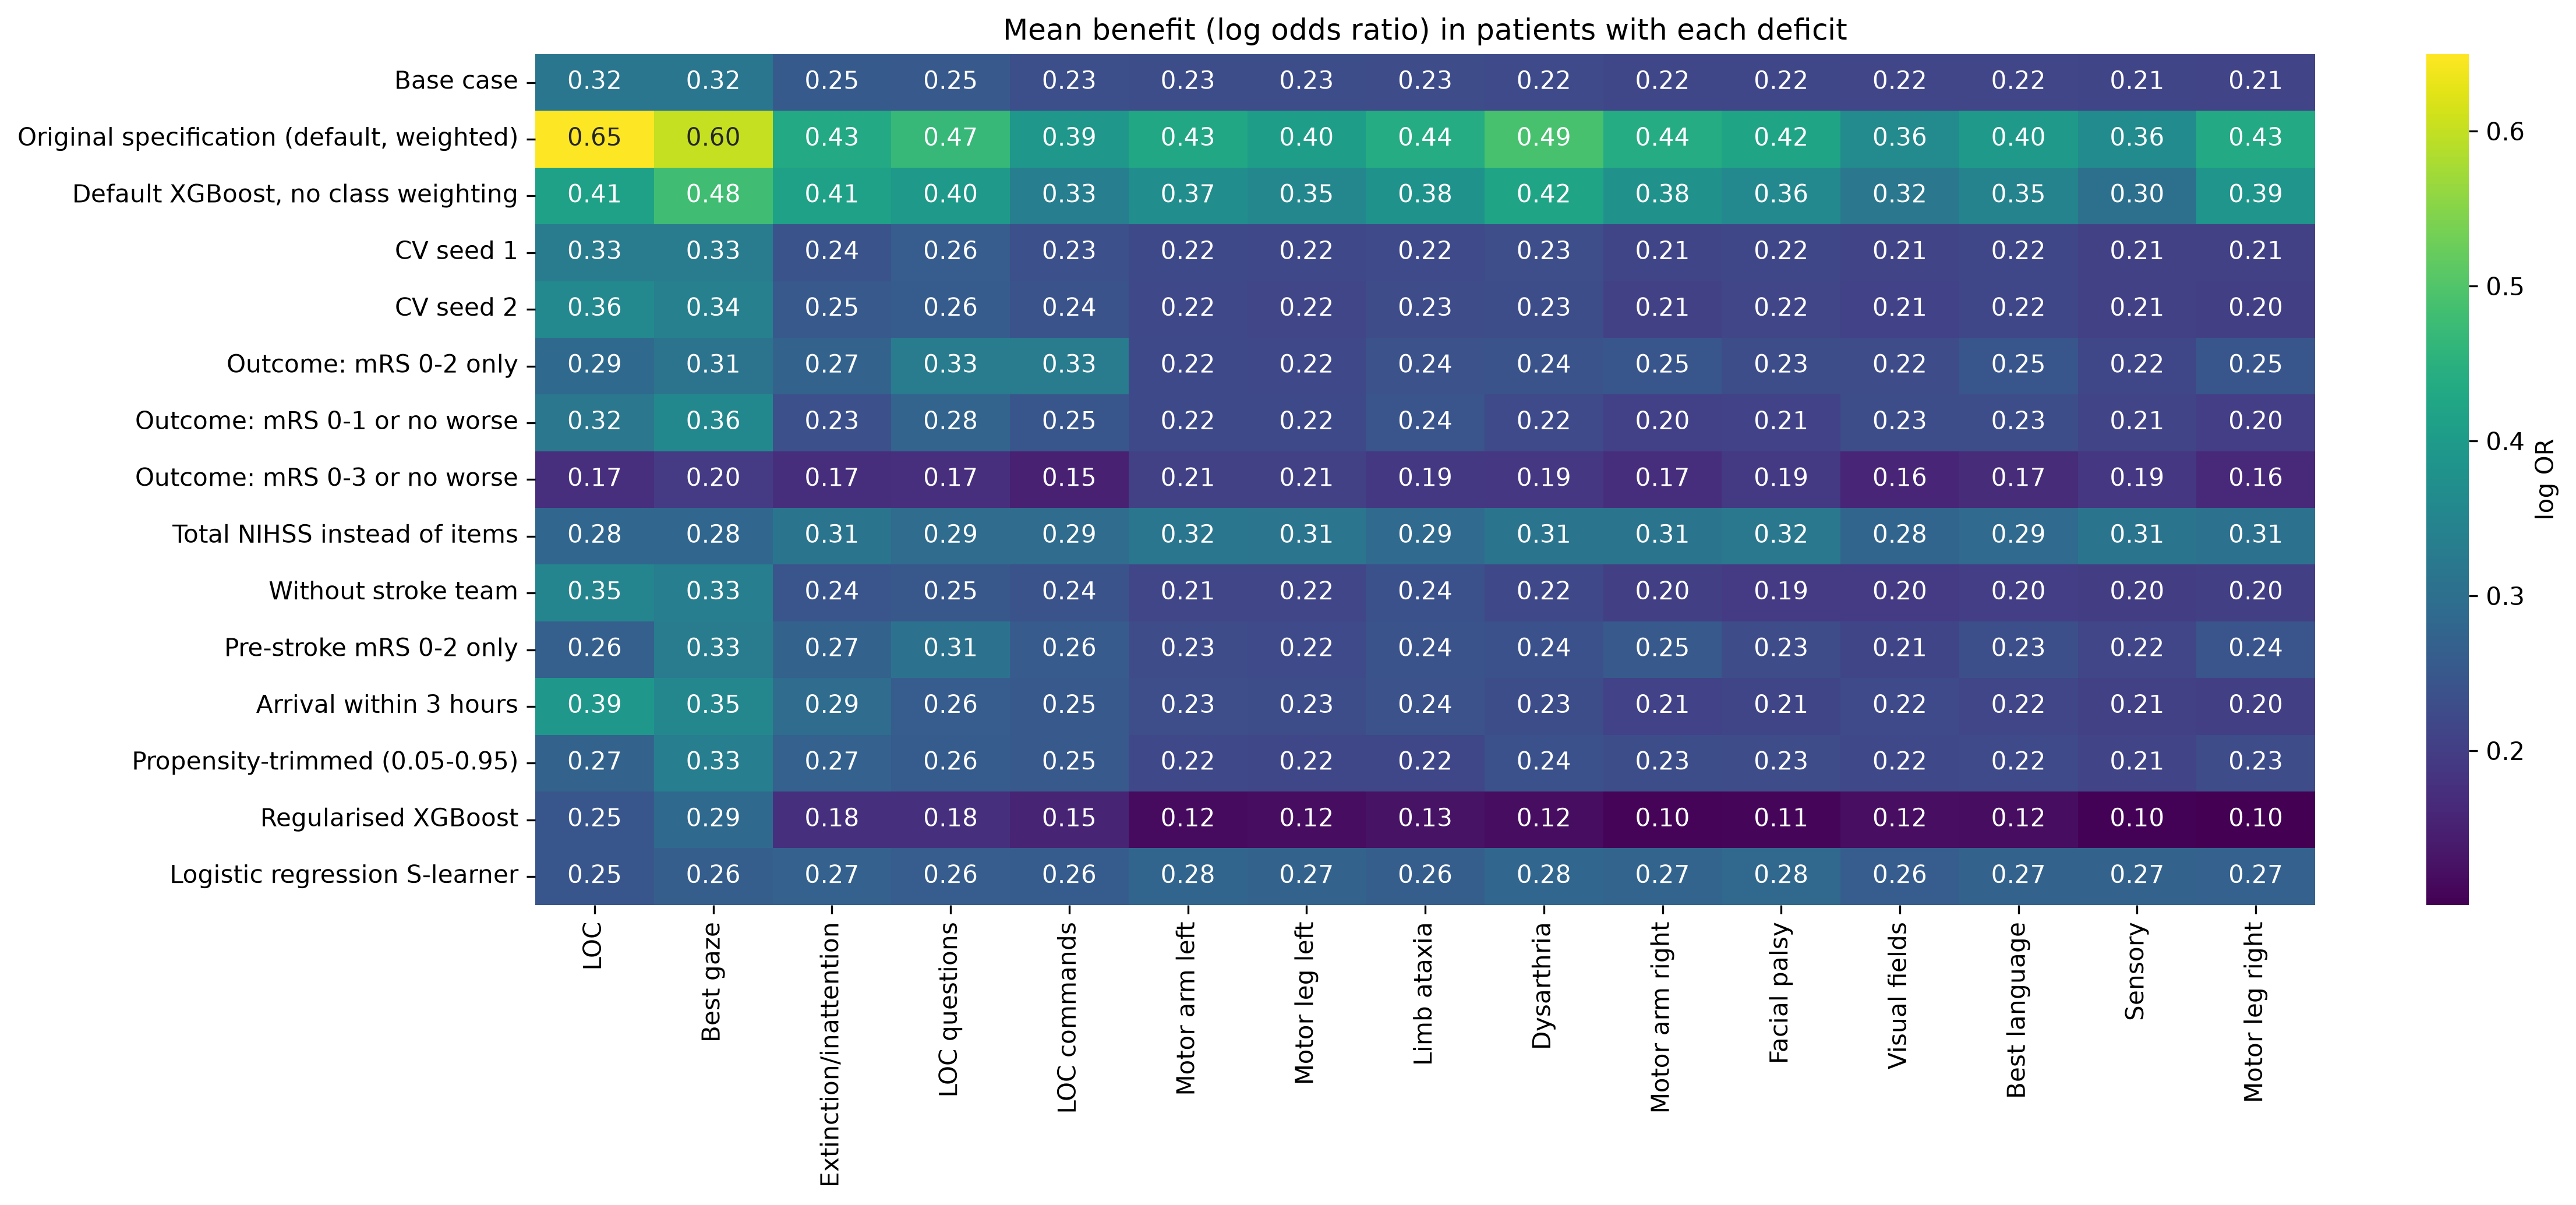 Mean benefit (log odds ratio) in patients with each deficit
Base case 0.32 0.32 0.25 0.25 0.23 0.23 0.23 0.23 0.22 0.22 0.22 0.22 0.22 0.21 0.21
Original specification (default, weighted) 0.65 0.60 0.43 0.47 0.39 0.43 0.40 0.44 0.49 0.44 0.42 0.36 0.40 0.36 0.43
Default XGBoost, no class weighting 0.41 0.48 0.41 0.40 0.33 0.37 0.35 0.38 0.42 0.38 0.36 0.32 0.35 0.30 0.39
CV seed 1 0.33 0.33 0.24 0.26 0.23 0.22 0.22 0.22 0.23 0.21 0.22 0.21 0.22 0.21 0.21
CV seed 2 0.36 0.34 0.25 0.26 0.24 0.22 0.22 0.23 0.23 0.21 0.22 0.21 0.22 0.21 0.20
Outcome: mRS 0-2 only 0.29 0.31 0.27 0.33 0.33 0.22 0.22 0.24 0.24 0.25 0.23 0.22 0.25 0.22 0.25
Outcome: mRS 0-1 or no worse 0.32 0.36 0.23 0.28 0.25 0.22 0.22 0.24 0.22 0.20 0.21 0.23 0.23 0.21 0.20
Outcome: mRS 0-3 or no worse 0.17 0.20 0.17 0.17 0.15 0.21 0.21 0.19 0.19 0.17 0.19 0.16 0.17 0.19 0.16
Total NIHSS instead of items 0.28 0.28 0.31 0.29 0.29 0.32 0.31 0.29 0.31 0.31 0.32 0.28 0.29 0.31 0.31
Without stroke team 0.35 0.33 0.24 0.25 0.24 0.21 0.22 0.24 0.22 0.20 0.19 0.20 0.20 0.20 0.20
Pre-stroke mRS 0-2 only 0.26 0.33 0.27 0.31 0.26 0.23 0.22 0.24 0.24 0.25 0.23 0.21 0.23 0.22 0.24
Arrival within 3 hours 0.39 0.35 0.29 0.26 0.25 0.23 0.23 0.24 0.23 0.21 0.21 0.22 0.22 0.21 0.20
Propensity-trimmed (0.05-0.95) 0.27 0.33 0.27 0.26 0.25 0.22 0.22 0.22 0.24 0.23 0.23 0.22 0.22 0.21 0.23
Regularised XGBoost 0.25 0.29 0.18 0.18 0.15 0.12 0.12 0.13 0.12 0.10 0.11 0.12 0.12 0.10 0.10
Logistic regression S-learner 0.25 0.26 0.27 0.26 0.26 0.28 0.27 0.26 0.28 0.27 0.28 0.26 0.27 0.27 0.27
LOC
Best gaze
Extinction/inattention
LOC questions
LOC commands
Motor arm left
Motor leg left
Limb ataxia
Dysarthria
Motor arm right
Facial palsy
Visual fields
Best language
Sensory
Motor leg right
0.6
0.5
0.4
0.3
0.2
log OR